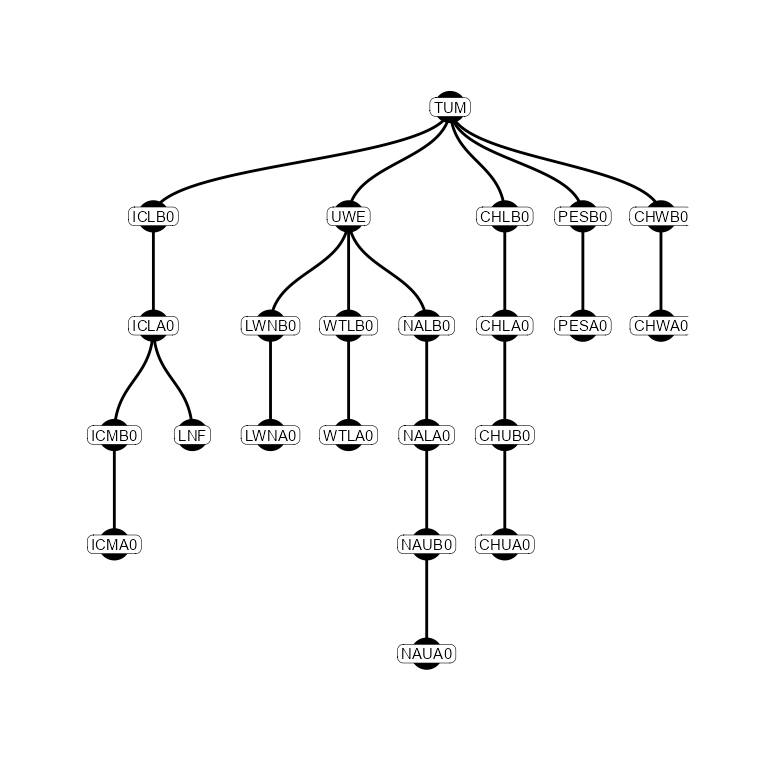 TUM
ICLB0 UWE CHLB0 PESB0 CHWB0
ICLA0 LWNB0 WTLB0 NALB0 CHLA0 PESA0 CHWA0
ICMB0 LNF LWNA0 WTLA0 NALA0 CHUB0
ICMA0 NAUB0 CHUA0
NAUA0